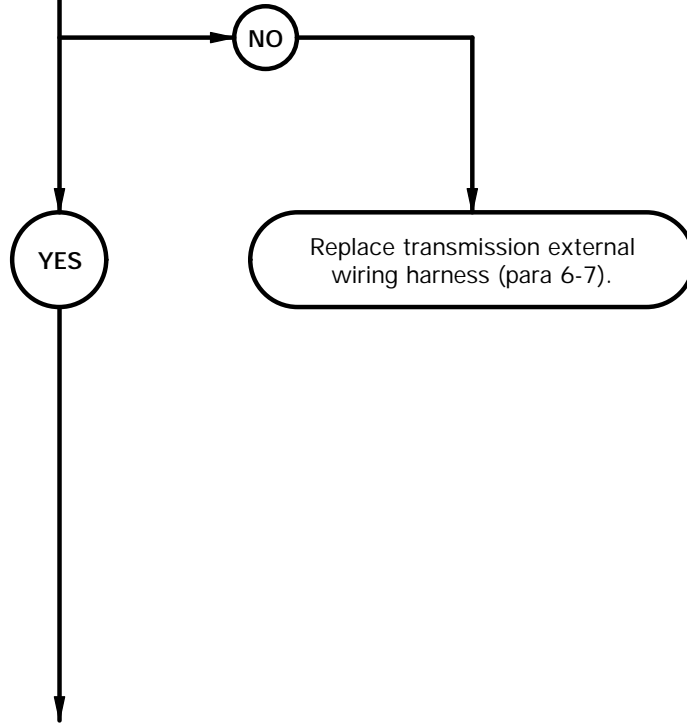 NO
YES
Replace transmission external
wiring harness (para 6-7).